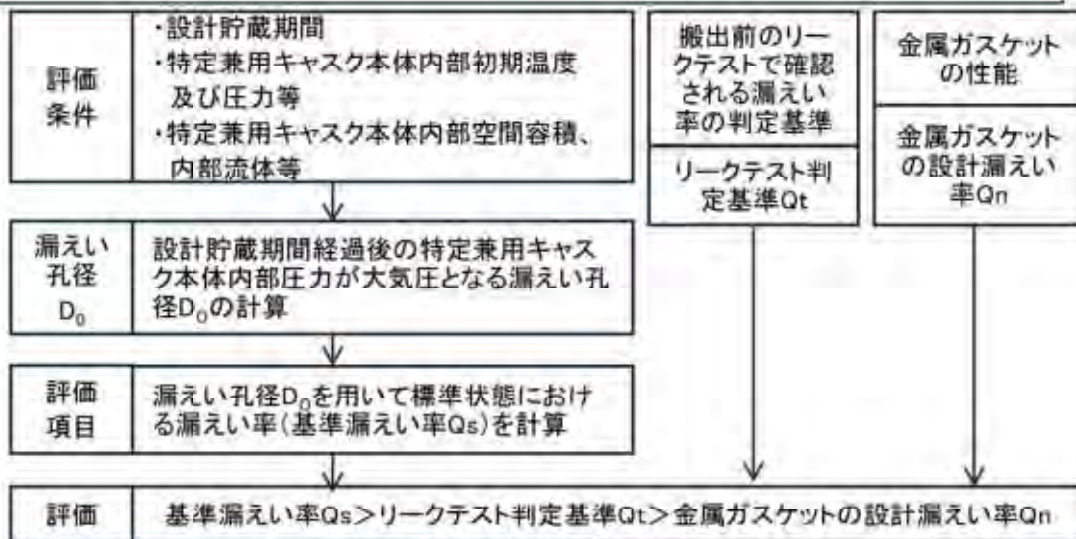 評価
条件
・設計貯蔵期間
・特定兼用キャスク本体内部初期温度
及び圧力等
・特定兼用キャスク本体内部空間容積、
内部流体等
搬出前のリー
クテストで確認
される漏えい
率の判定基準
リークテスト判
定基準Qt
金属ガスケット
の性能
金属ガスケット
の設計漏えい
率Qn
漏えい
孔径
D₀
設計貯蔵期間経過後の特定兼用キャス
ク本体内部圧力が大気圧となる漏えい孔
径D₀の計算
評価
項目
漏えい孔径D₀を用いて標準状態におけ
る漏えい率(基準漏えい率Qs)を計算
評価
基準漏えい率Qs>リークテスト判定基準Qt>金属ガスケットの設計漏えい率Qn